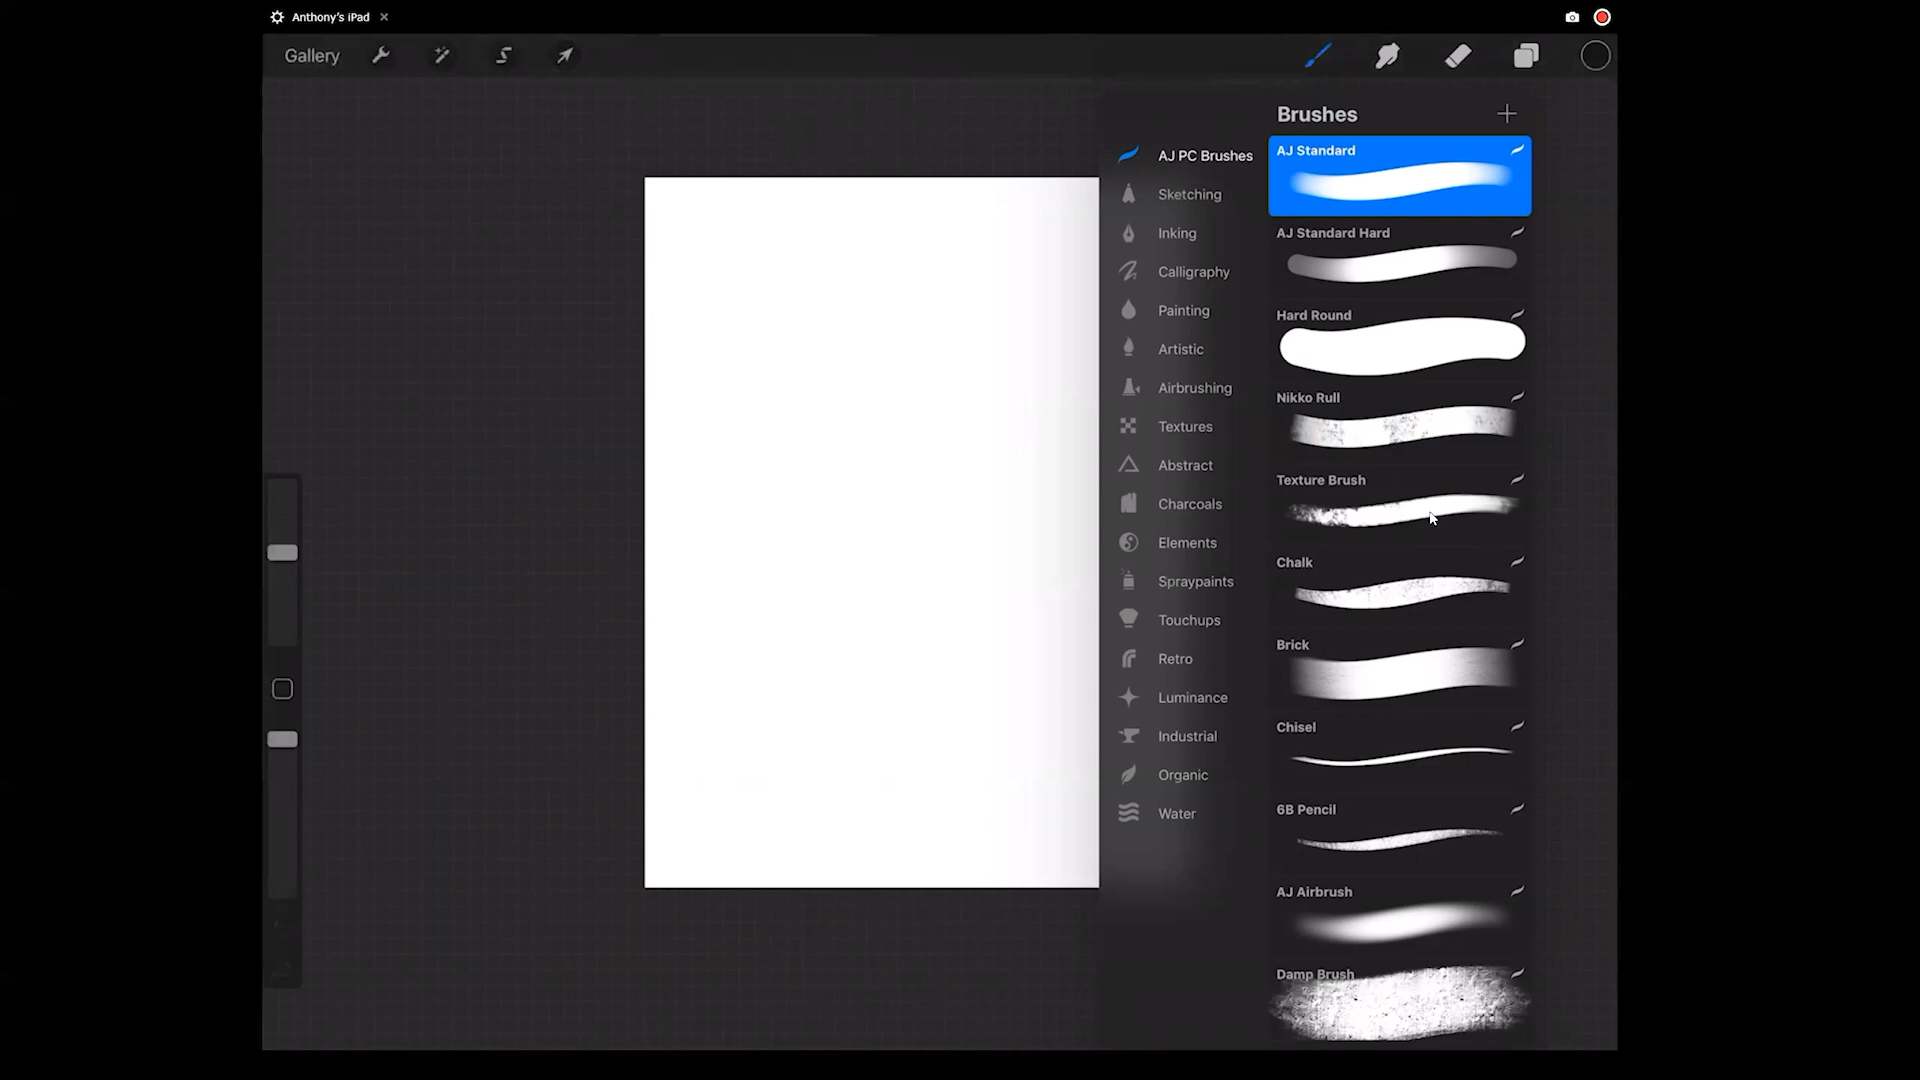 Anthony's iPad
Gallery
Brushes
AJ PC Brushes
Sketching
Inking
Calligraphy
Painting
Artistic
Airbrushing
Textures
Abstract
Charcoals
Elements
Spraypaints
Touchups
Retro
Luminance
Industrial
Organic
Water
AJ Standard
AJ Standard Hard
Hard Round
Nikko Rull
Texture Brush
Chalk
Brick
Chisel
6B Pencil
AJ Airbrush
Damp Brush